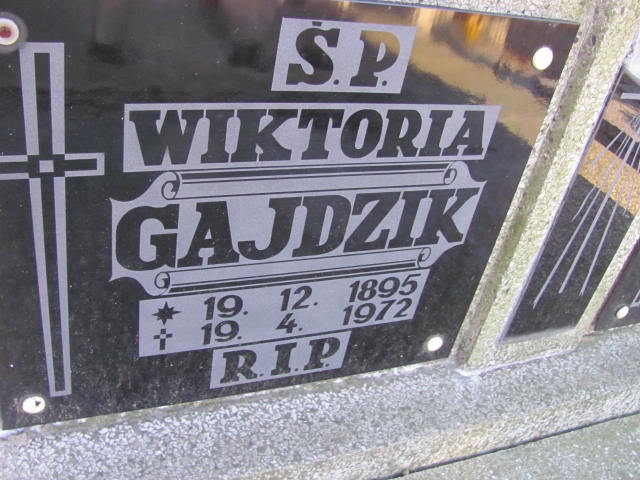 Ś.P.
WIKTORIA
GAJDZIK
19. 12. 1895
19. 4. 1972
R.I.P.